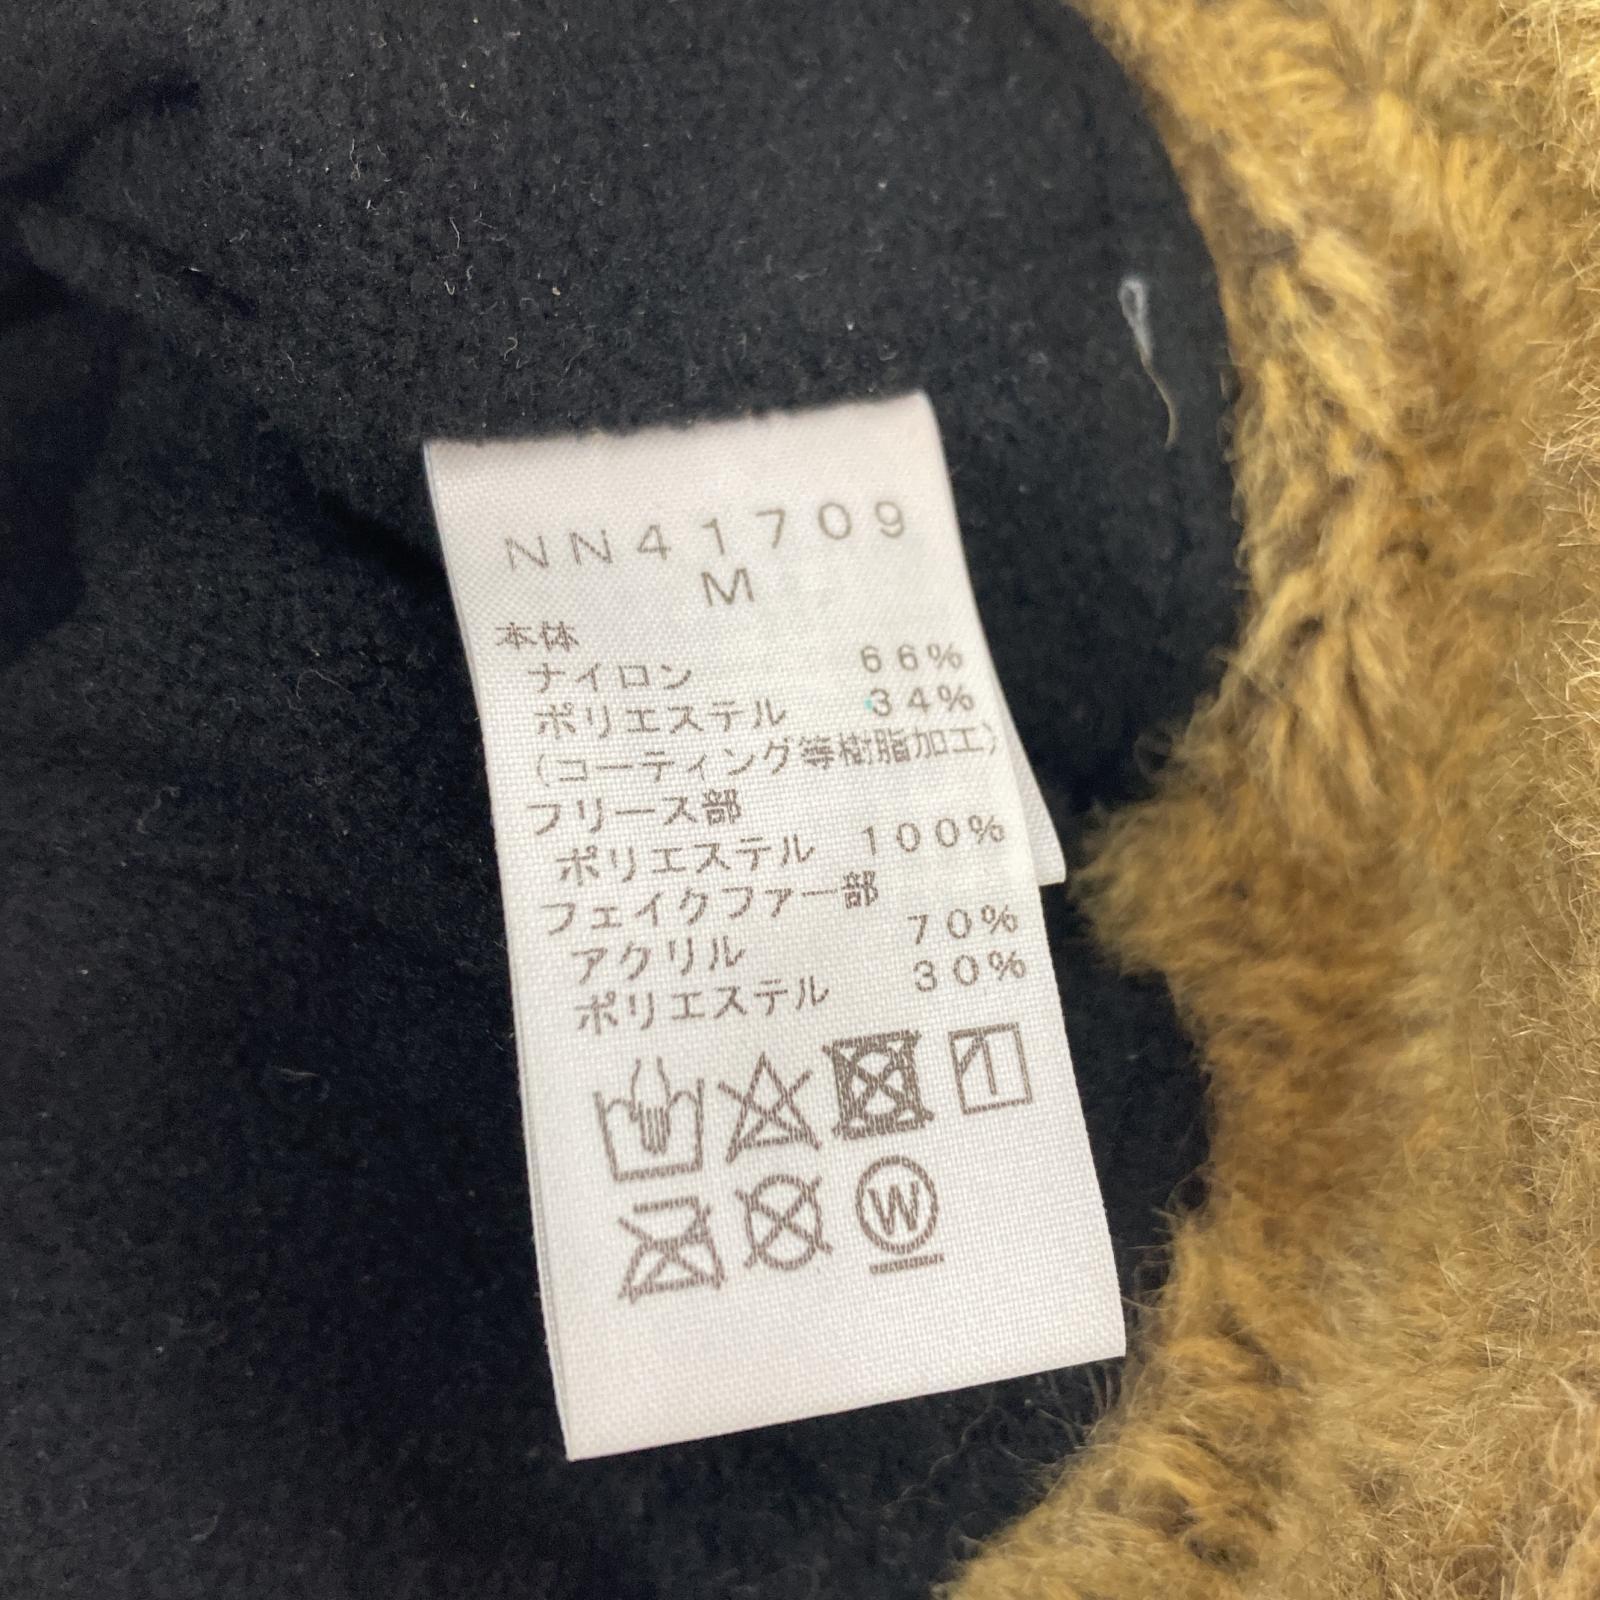 NN41709
M
本体
ナイロン 66%
ポリエステル 34%
(コーティング等樹脂加工)
フリース部
ポリエステル 100%
フェイクファー部
アクリル 70%
ポリエステル 30%
W